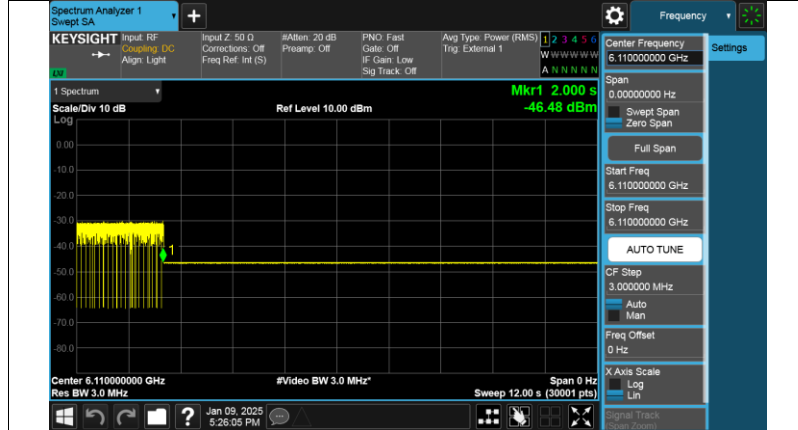 Spectrum Analyzer 1
Swept SA
+
Frequency
KEYSIGHT
Input: RF
Coupling: DC
Align: Light
Input Z: 50 Ω
Corrections: Off
Freq Ref: Int (S)
#Atten: 20 dB
Preamp: Off
PNO: Fast
Gate: Off
IF Gain: Low
Sig Track: Off
Avg Type: Power (RMS)
Trig: External 1
1 2 3 4 5 6
W W W W W W
A N N N N N
LXI
1 Spectrum
Scale/Div 10 dB
Ref Level 10.00 dBm
Mkr1 2.000 s
-46.48 dBm
Log
0.00
-10.0
-20.0
-30.0
-40.0
-50.0
-60.0
-70.0
-80.0
1
Center 6.110000000 GHz
Res BW 3.0 MHz
#Video BW 3.0 MHz*
Span 0 Hz
Sweep 12.00 s (30001 pts)
?
Jan 09, 2025
5:26:05 PM
Center Frequency
6.110000000 GHz
Span
0.00000000 Hz
Swept Span
Zero Span
Full Span
Start Freq
6.110000000 GHz
Stop Freq
6.110000000 GHz
AUTO TUNE
CF Step
3.000000 MHz
Auto
Man
Freq Offset
0 Hz
X Axis Scale
Log
Lin
Signal Track
(Span Zoom)
Settings